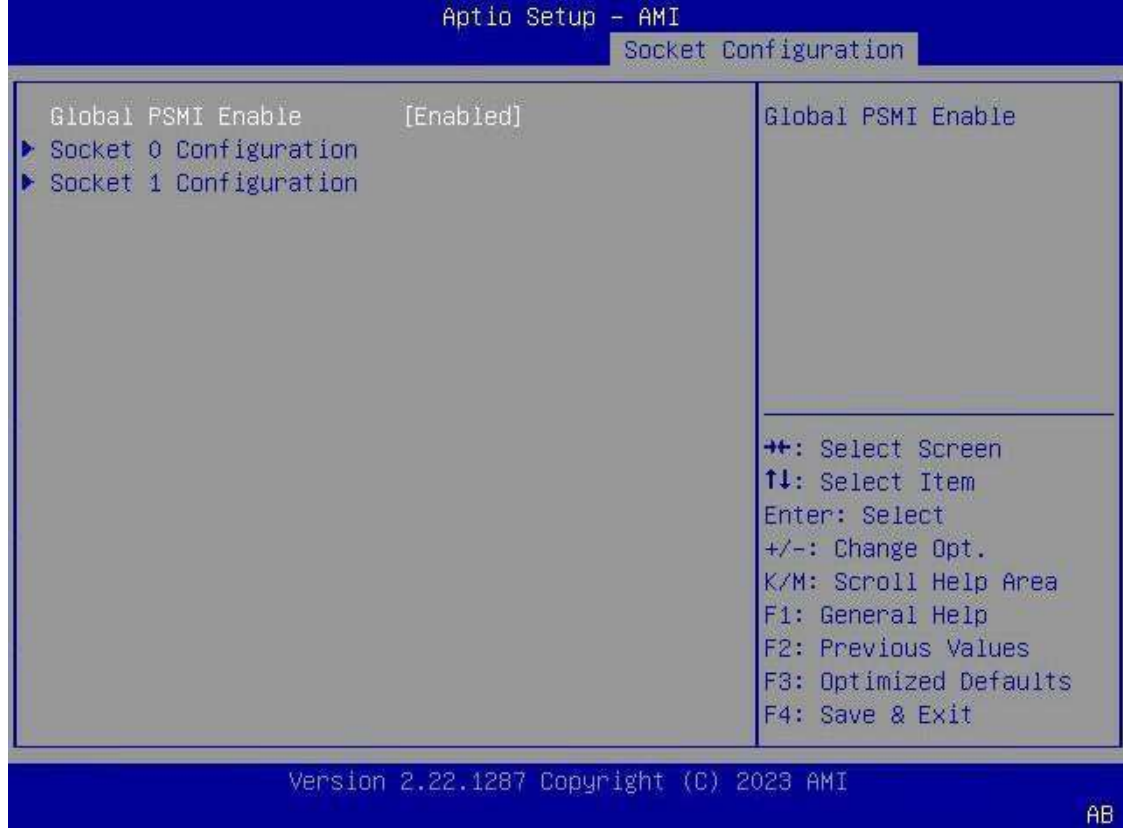 Aptio Setup – AMI
Socket Configuration
Global PSMI Enable [Enabled]
Socket 0 Configuration
Socket 1 Configuration
Global PSMI Enable
→←: Select Screen
↑↓: Select Item
Enter: Select
+/-: Change Opt.
K/M: Scroll Help Area
F1: General Help
F2: Previous Values
F3: Optimized Defaults
F4: Save & Exit
Version 2.22.1287 Copyright (C) 2023 AMI
AB